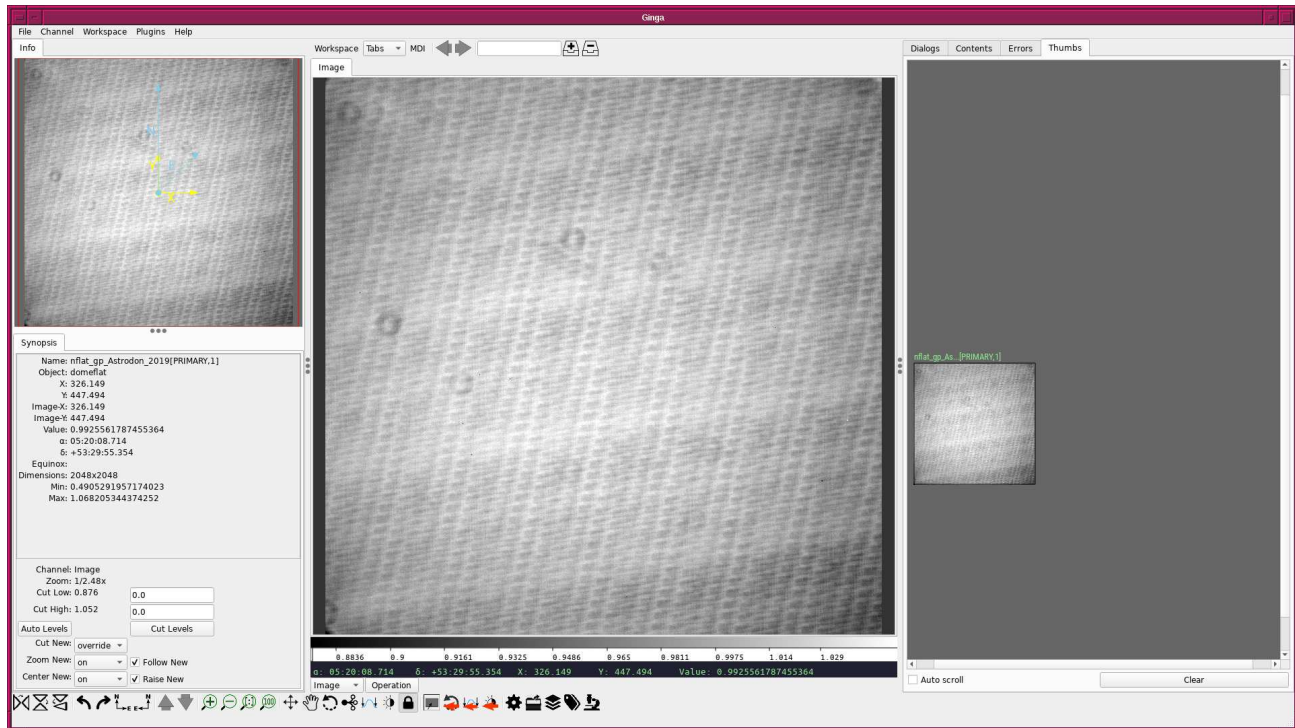 Ginga
File Channel Workspace Plugins Help
Info
Workspace Tabs MDI
Image
Dialogs Contents Errors Thumbs
Synopsis
Name: nflat_gp_Astrodon_2019[PRIMARY,1]
Object: domeflat
X: 326.149
Y: 447.494
Image-X: 326.149
Image-Y: 447.494
Value: 0.9925561787455364
α: 05:20:08.714
δ: +53:29:55.354
Equinox:
Dimensions: 2048x2048
Min: 0.4905291957174023
Max: 1.068205344374252
Channel: Image
Zoom: 1/2.48x
Cut Low: 0.876 0.0
Cut High: 1.052 0.0
Auto Levels Cut Levels
Cut New: override
Zoom New: on Follow New
Center New: on Raise New
nflat_gp_As...[PRIMARY,1]
0.8836 0.9 0.9161 0.9325 0.9486 0.965 0.9811 0.9975 1.014 1.029
α: 05:20:08.714 δ: +53:29:55.354 X: 326.149 Y: 447.494 Value: 0.9925561787455364
Image Operation
Auto scroll Clear